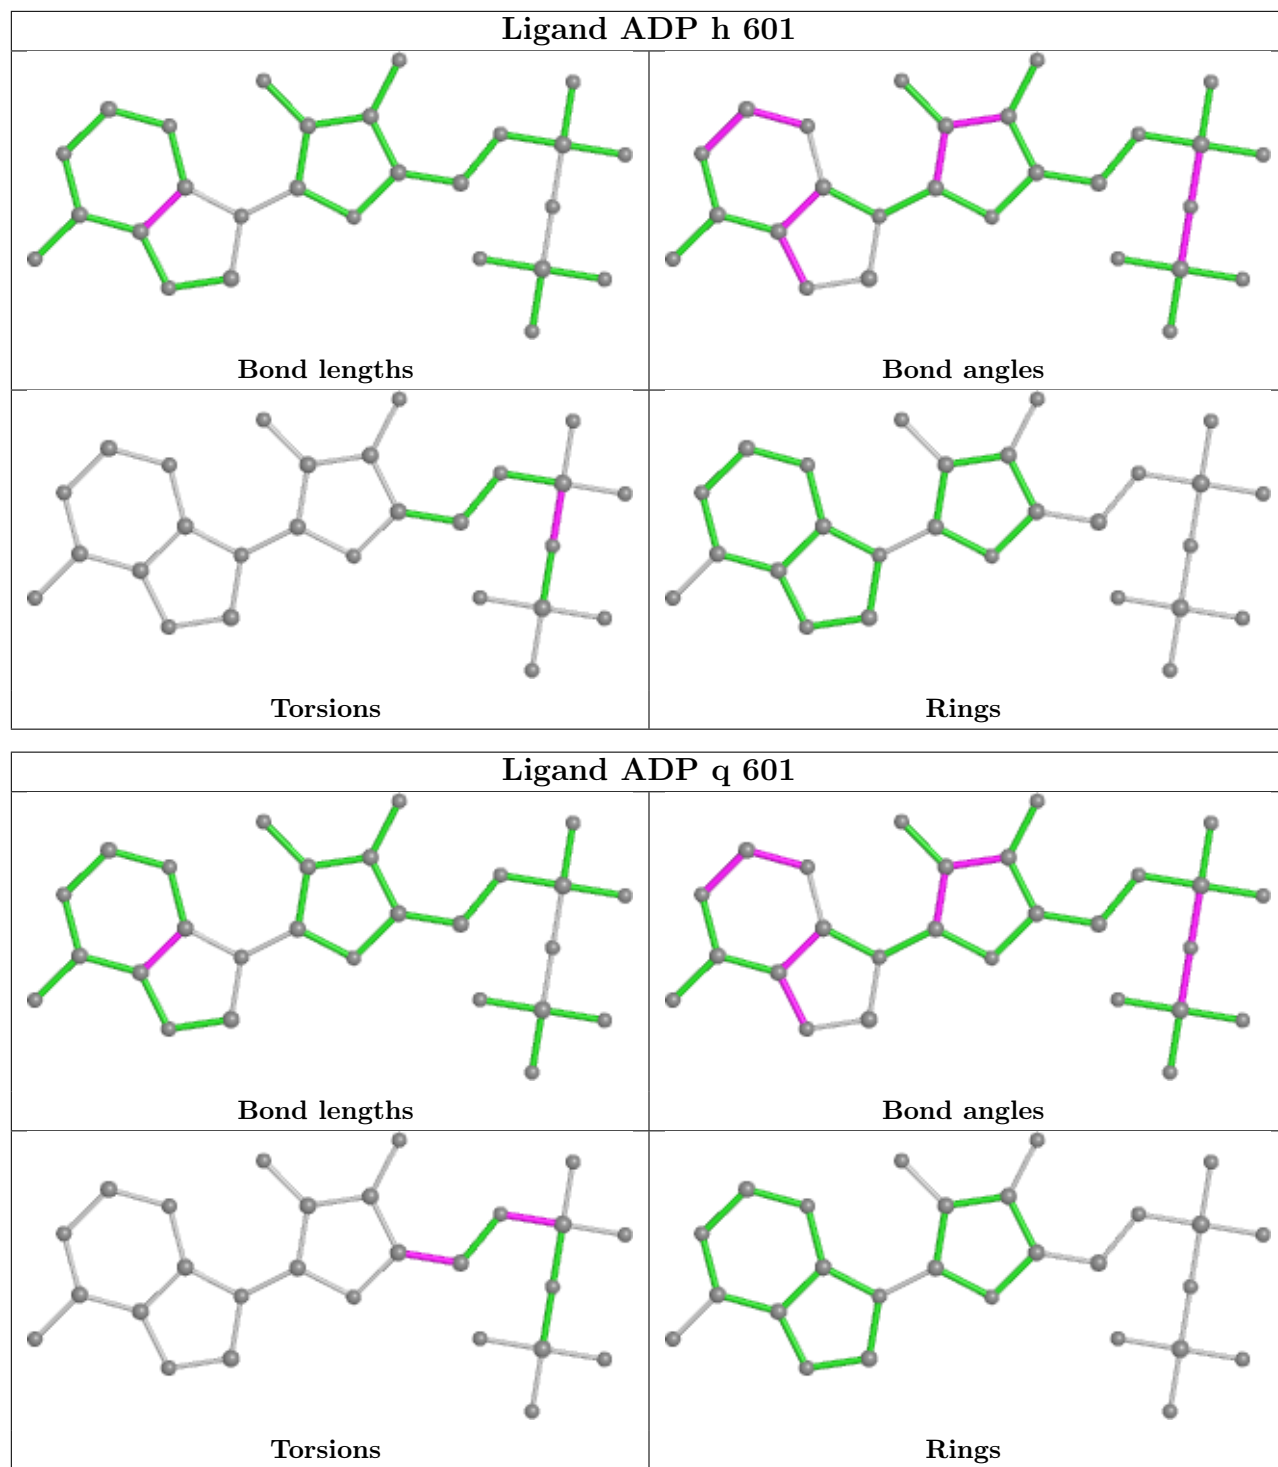 Ligand ADP h 601
Bond lengths
Bond angles
Torsions
Rings
Ligand ADP q 601
Bond lengths
Bond angles
Torsions
Rings